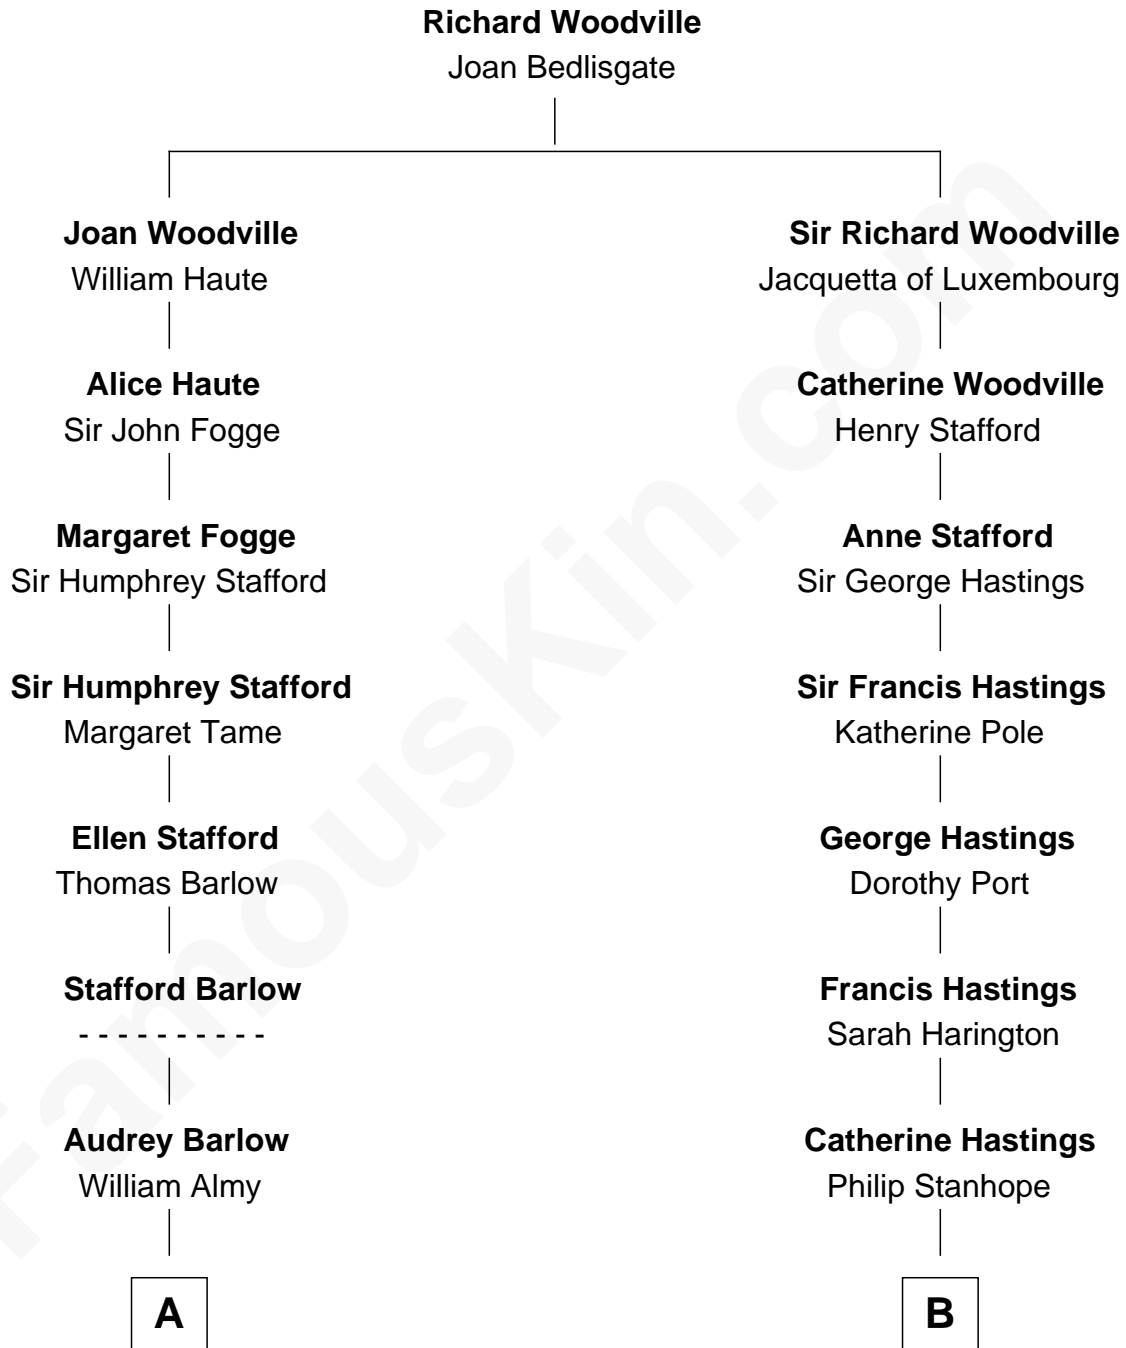 Richard Woodville
Joan Bedlisgate
Joan Woodville
William Haute
Sir Richard Woodville
Jacquetta of Luxembourg
Alice Haute
Sir John Fogge
Catherine Woodville
Henry Stafford
Margaret Fogge
Sir Humphrey Stafford
Anne Stafford
Sir George Hastings
Sir Humphrey Stafford
Margaret Tame
Sir Francis Hastings
Katherine Pole
Ellen Stafford
Thomas Barlow
George Hastings
Dorothy Port
Stafford Barlow
- - - - - - - - - -
Francis Hastings
Sarah Harington
Audrey Barlow
William Almy
Catherine Hastings
Philip Stanhope
A
B
FamousKin.com